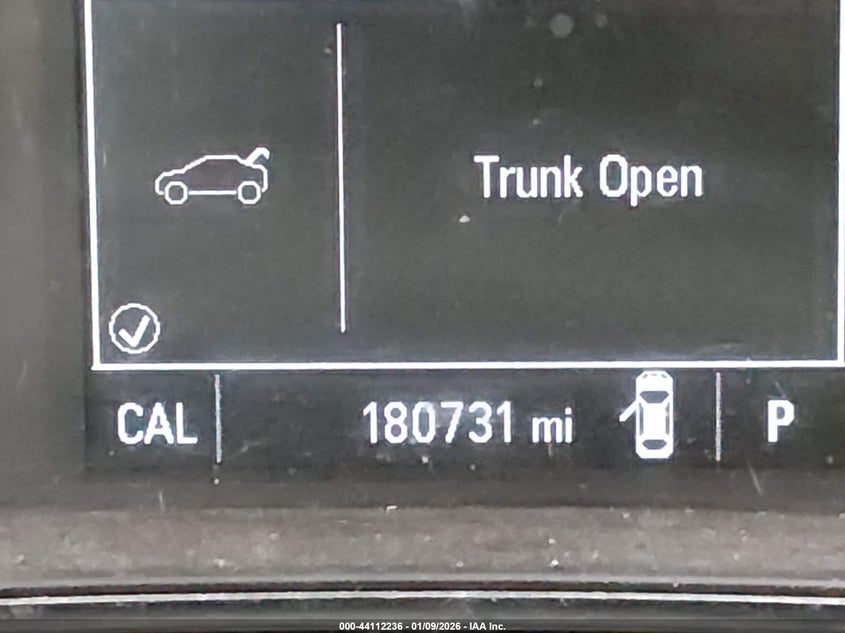 Trunk Open
CAL
180731 mi
P
000-44112236 - 01/09/2026 - IAA Inc.